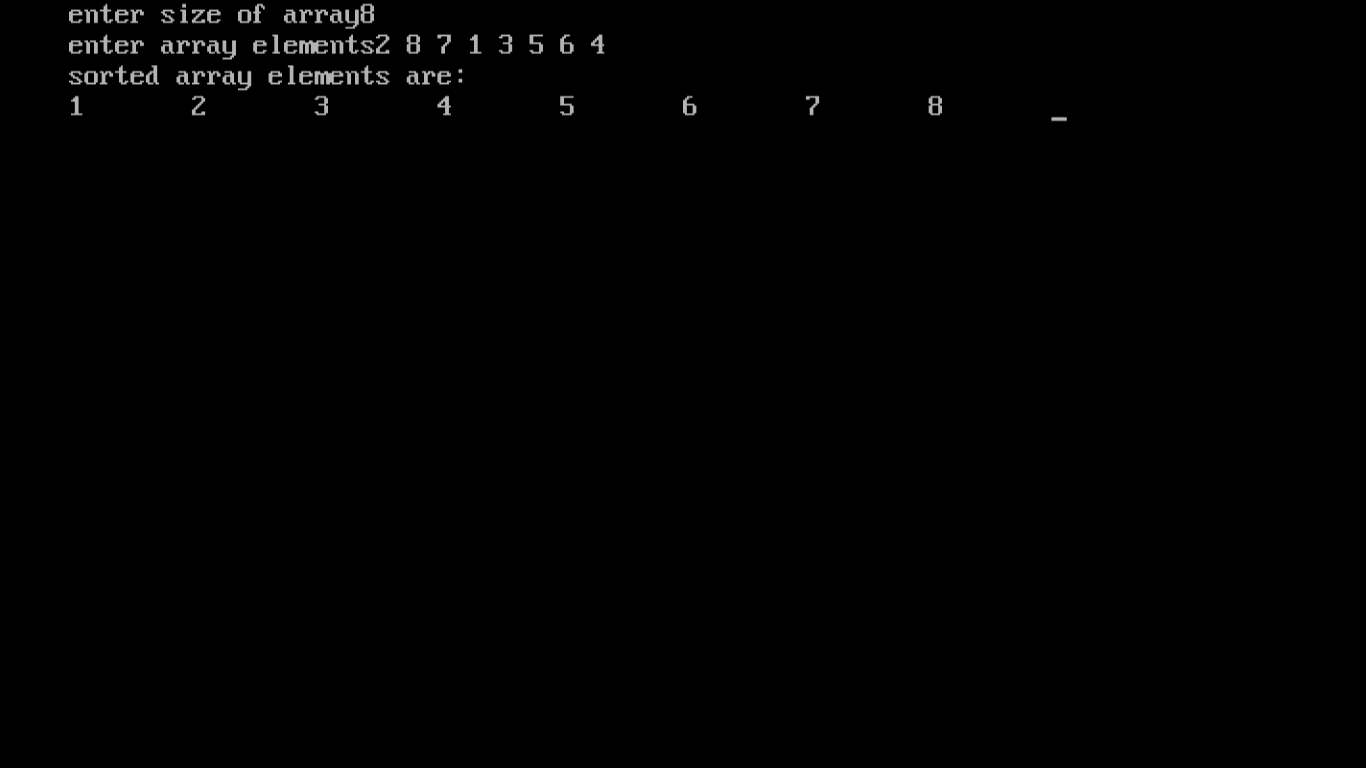 enter size of array8
enter array elements2 8 7 1 3 5 6 4
sorted array elements are:
1 2 3 4 5 6 7 8 _